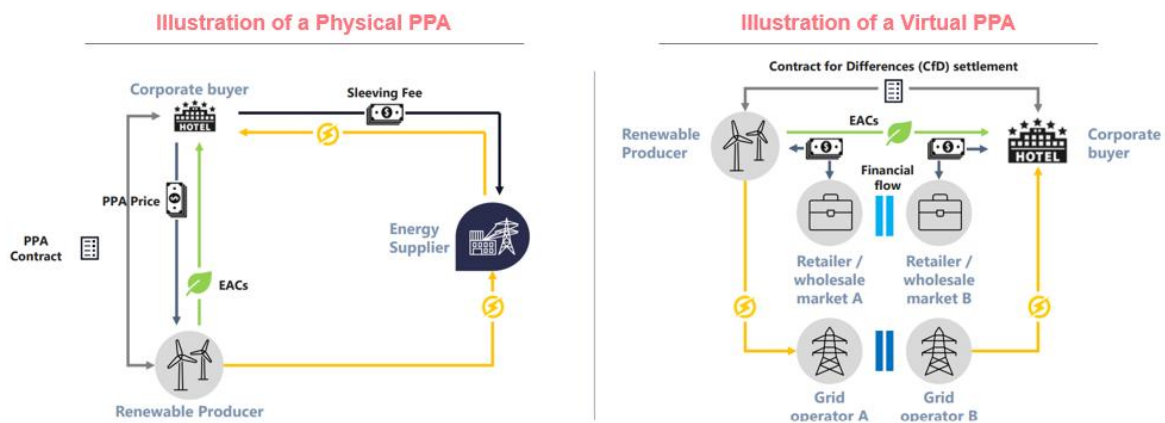 Illustration of a Physical PPA
Corporate buyer
HOTEL
Sleeving Fee
$
PPA Price
$
PPA
Contract
EACs
Energy
Supplier
Renewable Producer
Illustration of a Virtual PPA
Contract for Differences (CfD) settlement
Renewable
Producer
EACs
$
$
HOTEL
Corporate
buyer
Financial
flow
Retailer /
wholesale
market A
Retailer /
wholesale
market B
Grid
operator A
Grid
operator B